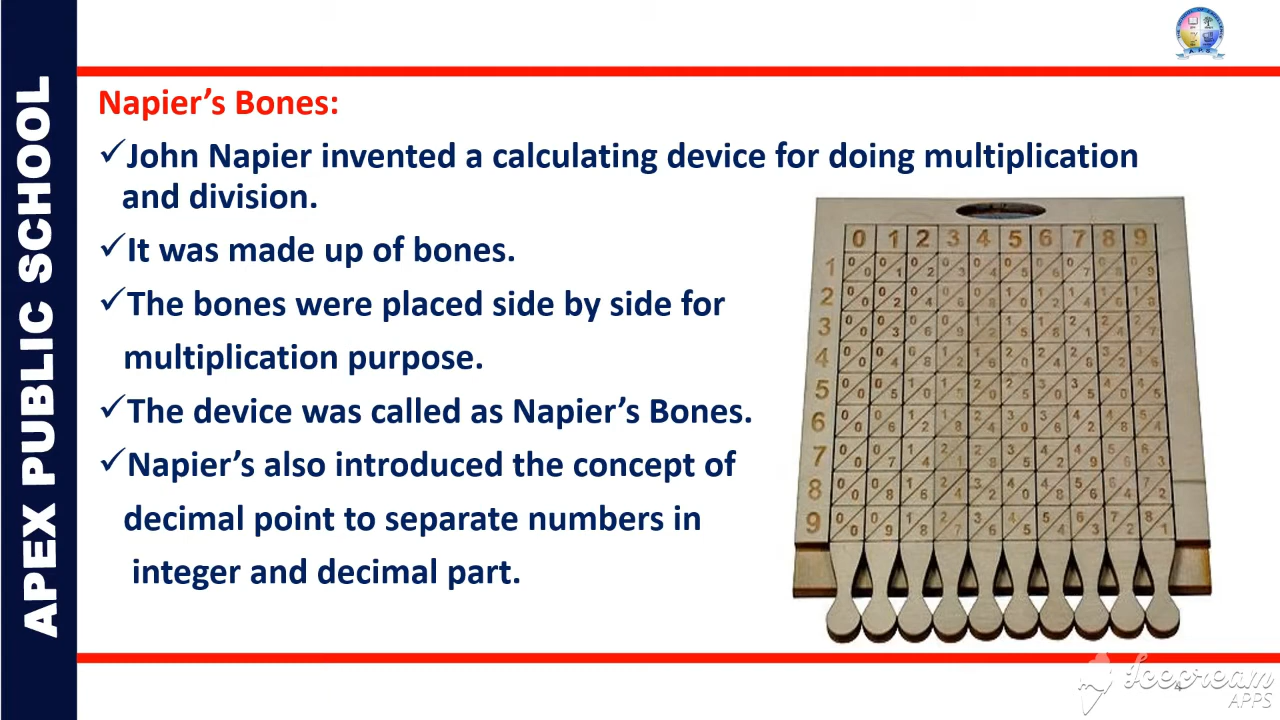 APEX PUBLIC SCHOOL
Napier’s Bones:
✓John Napier invented a calculating device for doing multiplication
and division.
✓It was made up of bones.
✓The bones were placed side by side for
multiplication purpose.
✓The device was called as Napier’s Bones.
✓Napier’s also introduced the concept of
decimal point to separate numbers in
integer and decimal part.
0 1 2 3 4 5 6 7 8 9
1
2
3
4
5
6
7
8
9
4
Icecream
APPS